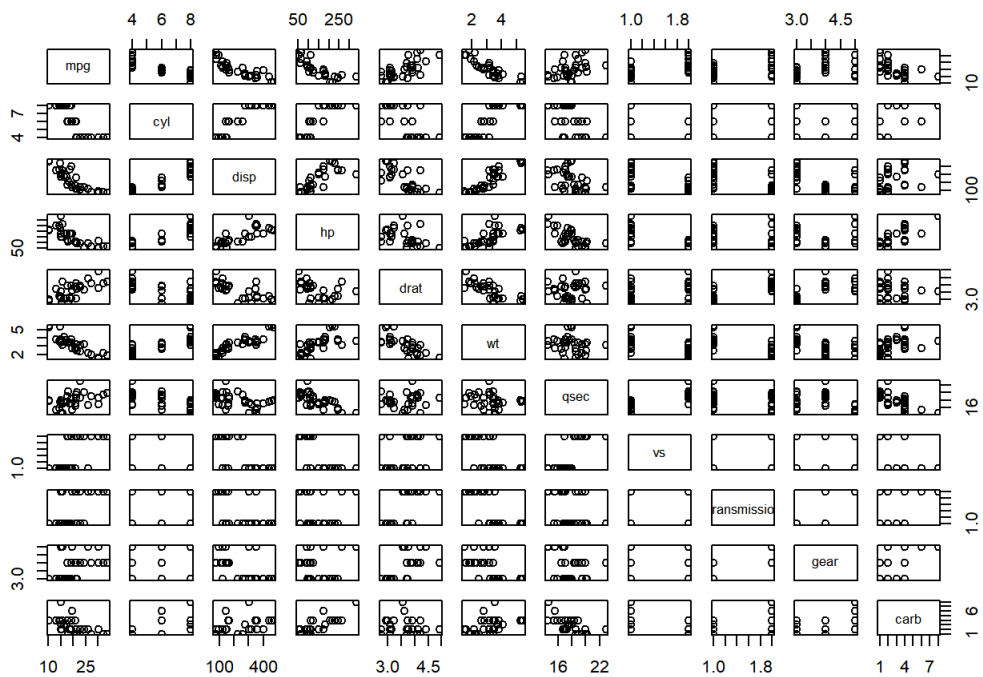 2 4 1.0 1.8 3.0 4.5
4 6 8 50 250
mpg
10
4 7
cyl
disp
100
50
hp
drat
3.0
2 5
wt
qsec
16
1.0
vs
ransmissio
1.0
3.0
gear
carb
1 6
10 25 100 400 3.0 4.5 16 22 1.0 1.8 1 4 7